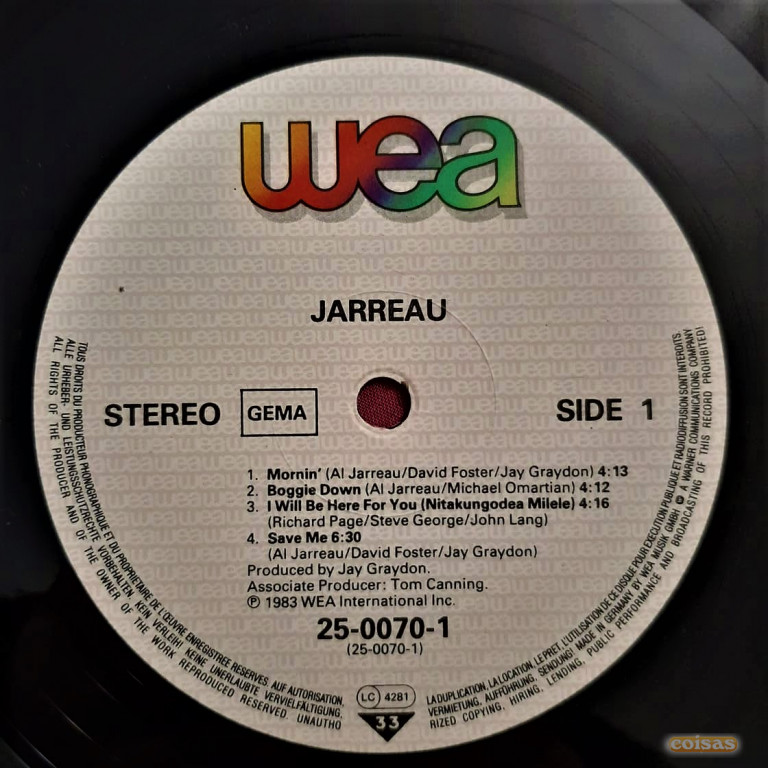 wea
JARREAU
STEREO GEMA SIDE 1
1. Mornin' (Al Jarreau/David Foster/Jay Graydon) 4:13
2. Boggie Down (Al Jarreau/Michael Omartian) 4:12
3. I Will Be Here For You (Nitakungodea Milele) 4:16
(Richard Page/Steve George/John Lang)
4. Save Me 6:30
(Al Jarreau/David Foster/Jay Graydon)
Produced by Jay Graydon.
Associate Producer: Tom Canning.
℗ 1983 WEA International Inc.
25-0070-1
(25-0070-1)
LC 4281
33
TOUS DROITS DU PRODUCTEUR PHONOGRAPHIQUE ET DU PROPRIETAIRE DE L'ŒUVRE ENREGISTREE RESERVES, AUF AUTORISATION,
LA DUPLICATION, LA LOCATION, LE PRET, L'UTILISATION DE CE DISQUE POUR EXECUTION PUBLIQUE ET RADIODIFFUSION SONT INTERDITS.
ALLE URHEBER- UND LEISTUNGSSCHUTZRECHTE VORBEHALTEN. KEIN VERLEIH! KEINE UNERLAUBTE VERVIELFÄLTIGUNG,
VERMIETUNG, AUFFÜHRUNG, SENDUNG! MADE IN GERMANY BY WEA MUSIK GMBH A WARNER COMMUNICATIONS COMPANY
ALL RIGHTS OF THE PRODUCER AND OF THE OWNER OF THE WORK REPRODUCED RESERVED. UNAUTHO
RIZED COPYING, HIRING, LENDING, PUBLIC PERFORMANCE AND BROADCASTING OF THIS RECORD PROHIBITED!
coisas